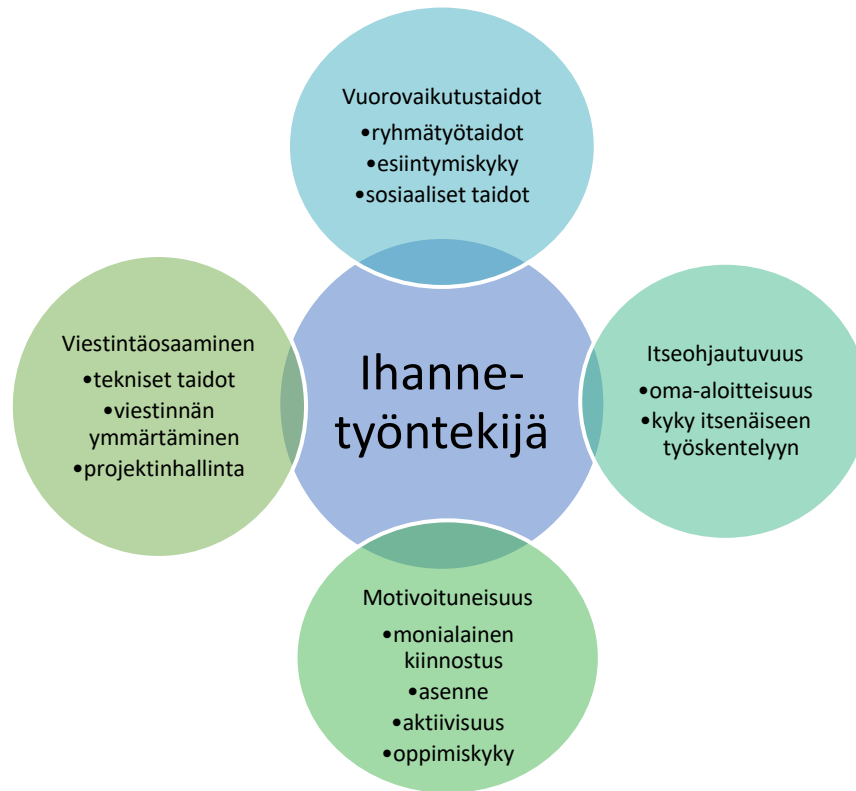 Vuorovaikutustaidot
•ryhmätyötaidot
•esiintymiskyky
•sosiaaliset taidot
Viestintäosaaminen
•tekniset taidot
•viestinnän
ymmärtäminen
•projektinhallinta
Ihanne-
työntekijä
Itseohjautuvuus
•oma-aloitteisuus
•kyky itsenäiseen
työskentelyyn
Motivoituneisuus
•monialainen
kiinnostus
•asenne
•aktiivisuus
•oppimiskyky